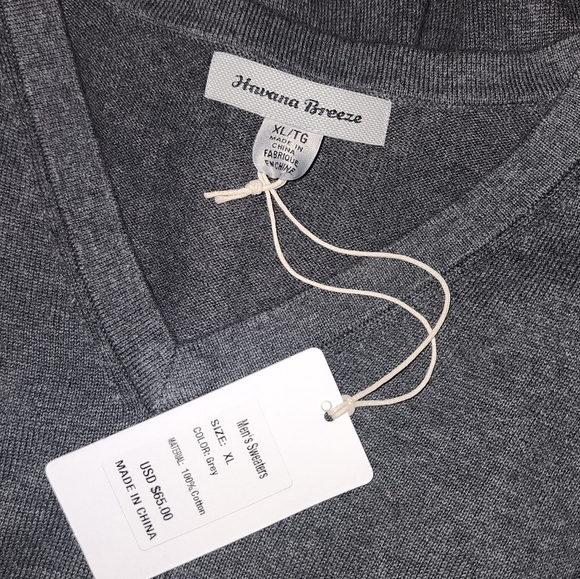 Havana Breeze
XL/TG
MADE IN
CHINA
FABRIQUE
EN CHINE
Men's Sweaters
SIZE: XL
COLOR: Grey
MATERIAL: 100% Cotton
USD $65.00
MADE IN CHINA